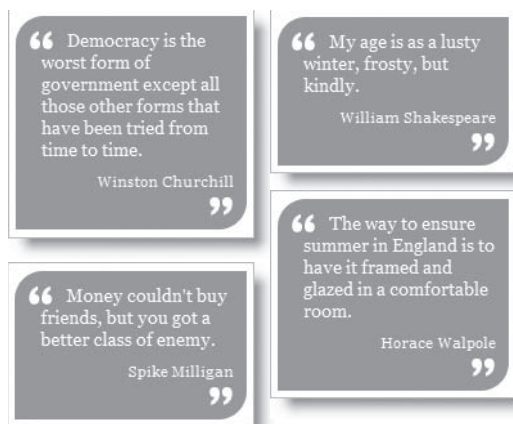 “ Democracy is the
worst form of
government except all
those other forms that
have been tried from
time to time.
Winston Churchill
”
“ Money couldn't buy
friends, but you got a
better class of enemy.
Spike Milligan
”
“ My age is as a lusty
winter, frosty, but
kindly.
William Shakespeare
”
“ The way to ensure
summer in England is to
have it framed and
glazed in a comfortable
room.
Horace Walpole
”